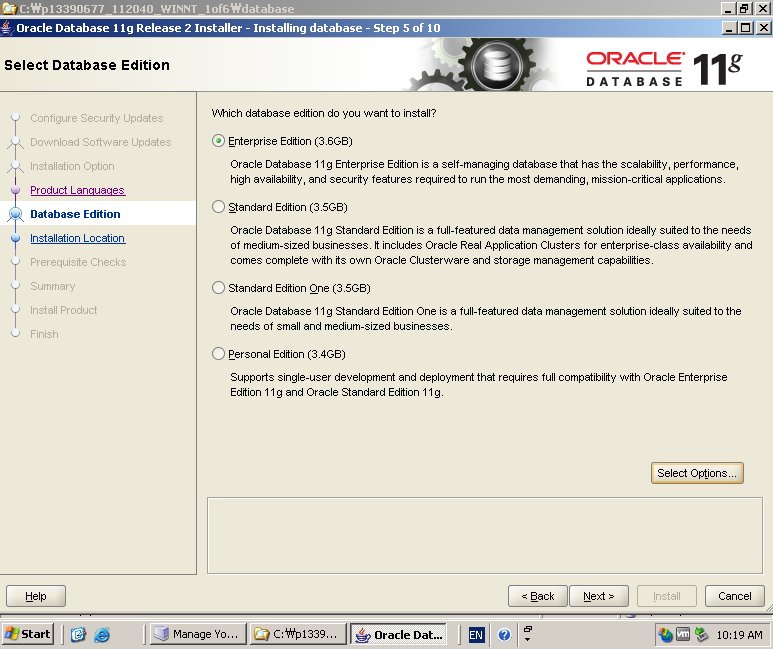 C:₩p13390677_112040_WINNT_1of6₩database
Oracle Database 11g Release 2 Installer - Installing database - Step 5 of 10
Select Database Edition
ORACLE
DATABASE
11g
Configure Security Updates
Download Software Updates
Installation Option
Product Languages
Database Edition
Installation Location
Prerequisite Checks
Summary
Install Product
Finish
Which database edition do you want to install?
Enterprise Edition (3.6GB)
Oracle Database 11g Enterprise Edition is a self-managing database that has the scalability, performance,
high availability, and security features required to run the most demanding, mission-critical applications.
Standard Edition (3.5GB)
Oracle Database 11g Standard Edition is a full-featured data management solution ideally suited to the needs
of medium-sized businesses. It includes Oracle Real Application Clusters for enterprise-class availability and
comes complete with its own Oracle Clusterware and storage management capabilities.
Standard Edition One (3.5GB)
Oracle Database 11g Standard Edition One is a full-featured data management solution ideally suited to the
needs of small and medium-sized businesses.
Personal Edition (3.4GB)
Supports single-user development and deployment that requires full compatibility with Oracle Enterprise
Edition 11g and Oracle Standard Edition 11g.
Select Options...
Help
< Back
Next >
Install
Cancel
Start
Manage Yo...
C:₩p1339...
Oracle Dat...
EN
10:19 AM